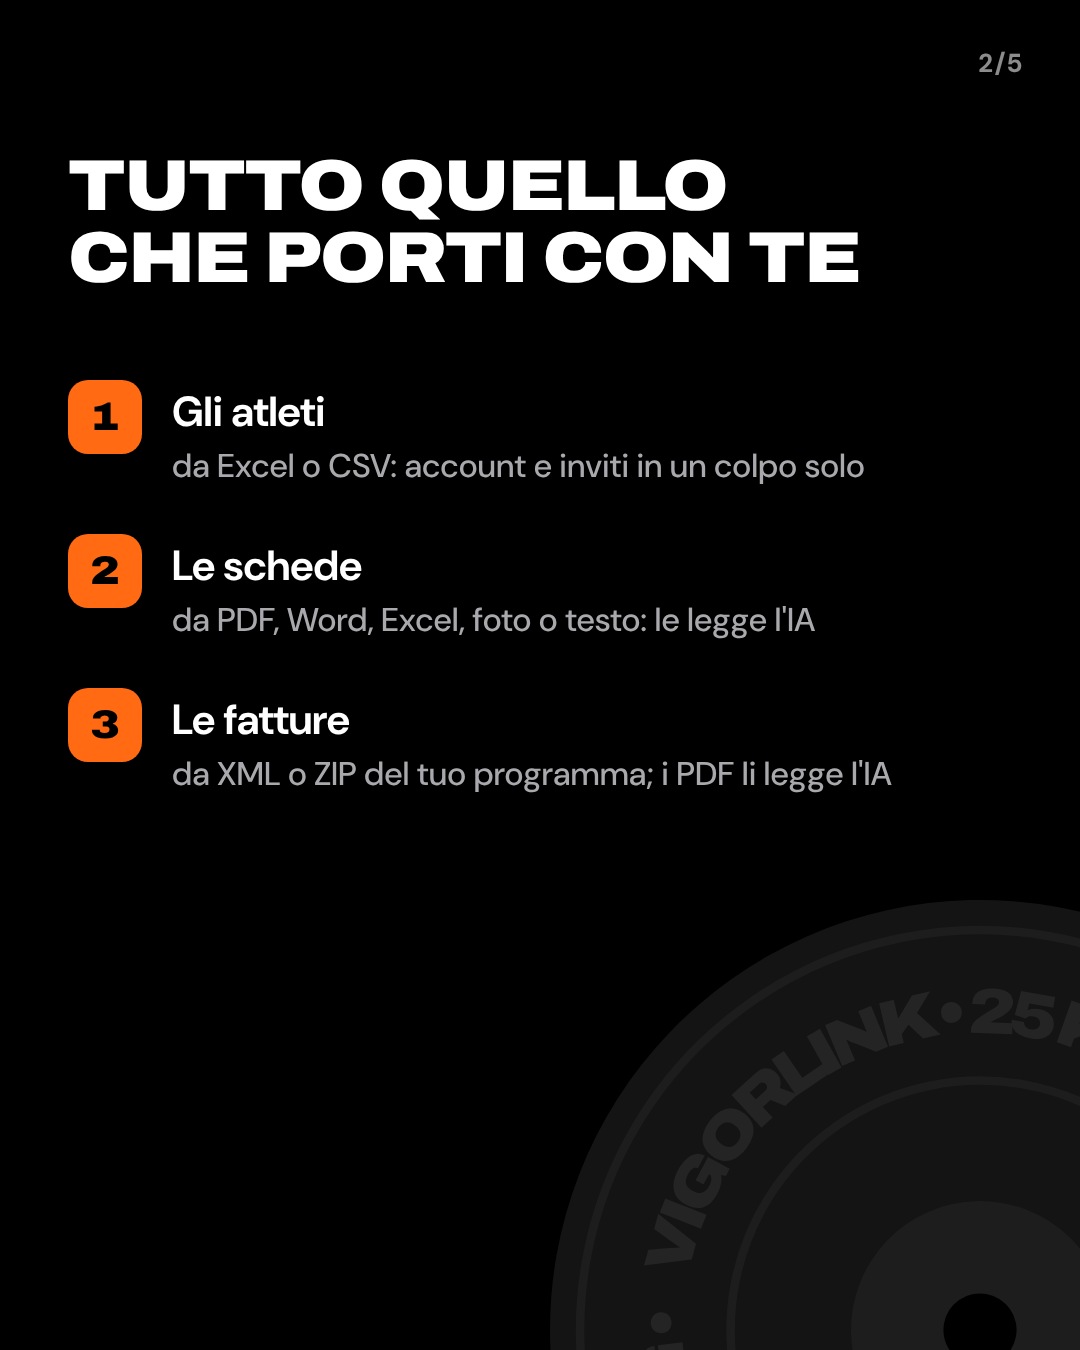 2/5
TUTTO QUELLO
CHE PORTI CON TE
1
Gli atleti
da Excel o CSV: account e inviti in un colpo solo
2
Le schede
da PDF, Word, Excel, foto o testo: le legge l'IA
3
Le fatture
da XML o ZIP del tuo programma; i PDF li legge l'IA
VIGORLINK • 25